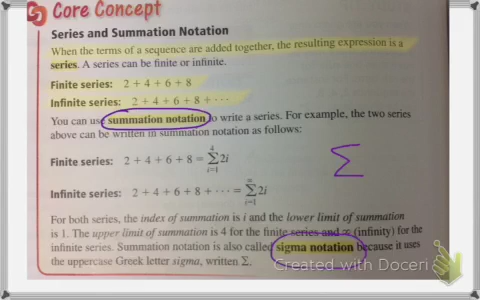 Core Concept
Series and Summation Notation
When the terms of a sequence are added together, the resulting expression is a
series. A series can be finite or infinite.
Finite series: 2 + 4 + 6 + 8
Infinite series: 2 + 4 + 6 + 8 + · · ·
You can use summation notation to write a series. For example, the two series
above can be written in summation notation as follows:
Finite series: 2 + 4 + 6 + 8 = 4 Σ i=1 2i
Infinite series: 2 + 4 + 6 + 8 + · · · = ∞ Σ i=1 2i
Σ
For both series, the index of summation is i and the lower limit of summation
is 1. The upper limit of summation is 4 for the finite series and ∞ (infinity) for the
infinite series. Summation notation is also called sigma notation because it uses
the uppercase Greek letter sigma, written Σ.
Created with Doceri